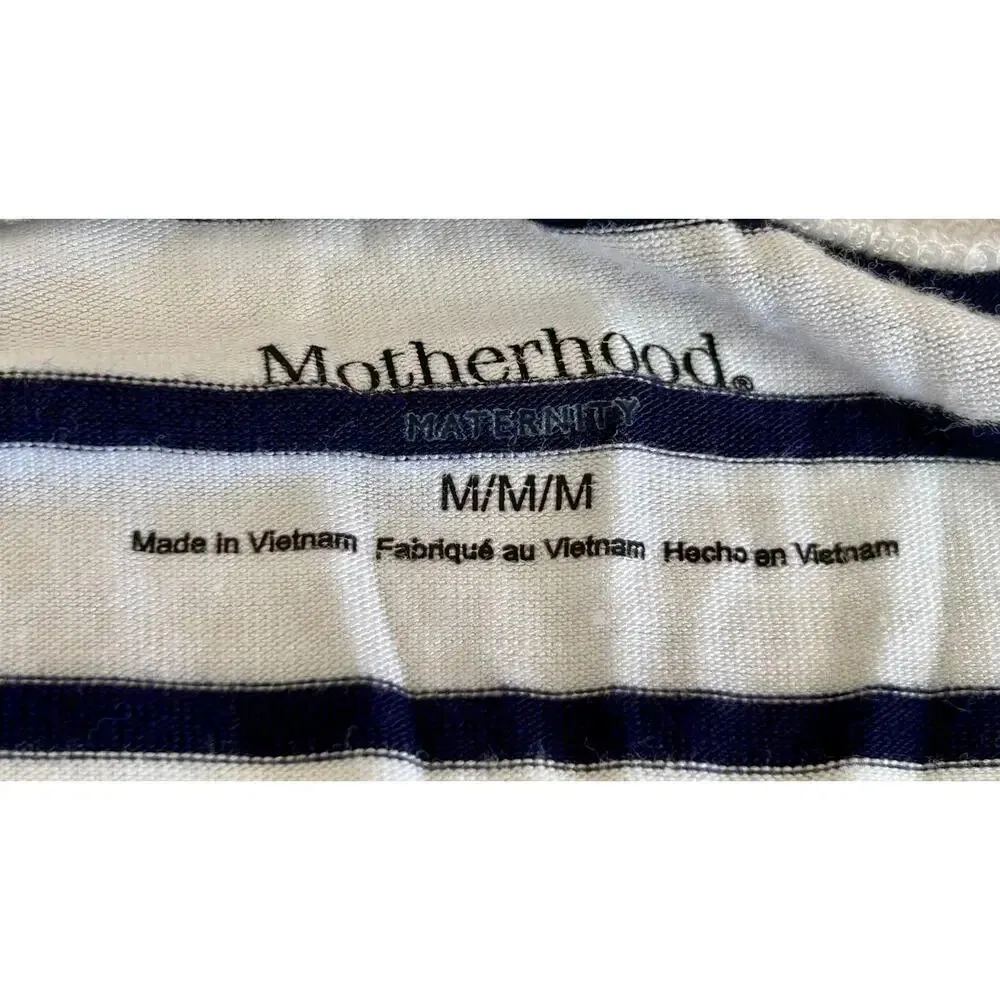 Motherhood®
MATERNITY
M/M/M
Made in Vietnam Fabriqué au Vietnam Hecho en Vietnam